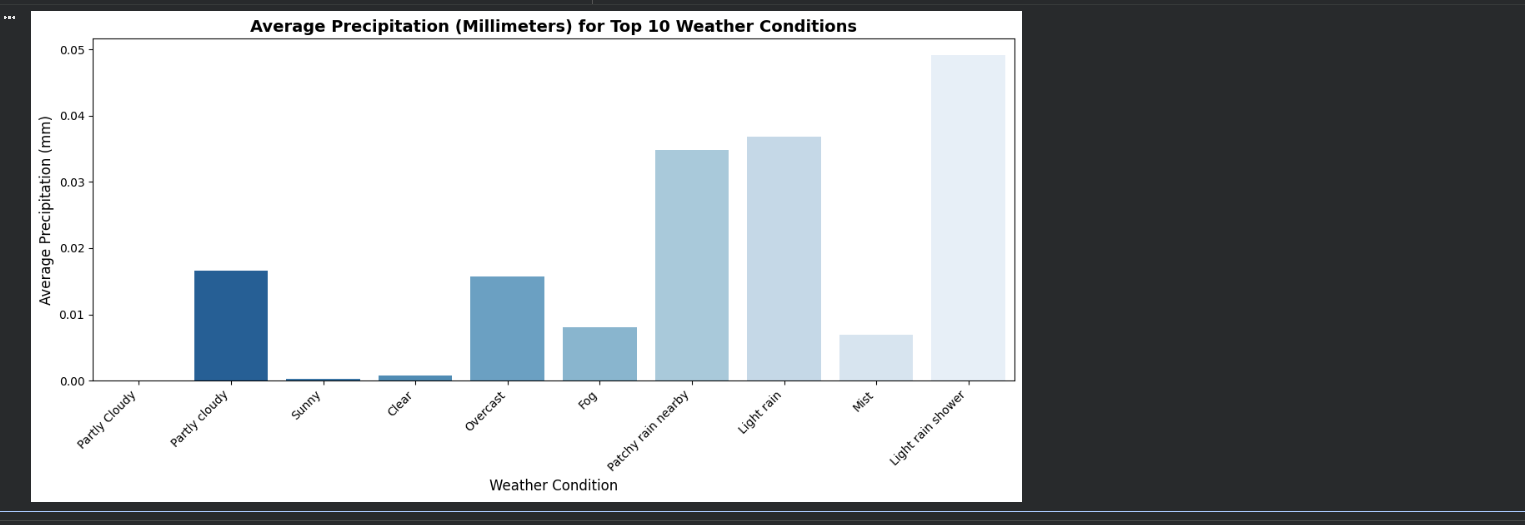 Average Precipitation (Millimeters) for Top 10 Weather Conditions
Average Precipitation (mm)
0.05
0.04
0.03
0.02
0.01
0.00
Partly Cloudy
Partly cloudy
Sunny
Clear
Overcast
Fog
Patchy rain nearby
Light rain
Mist
Light rain shower
Weather Condition